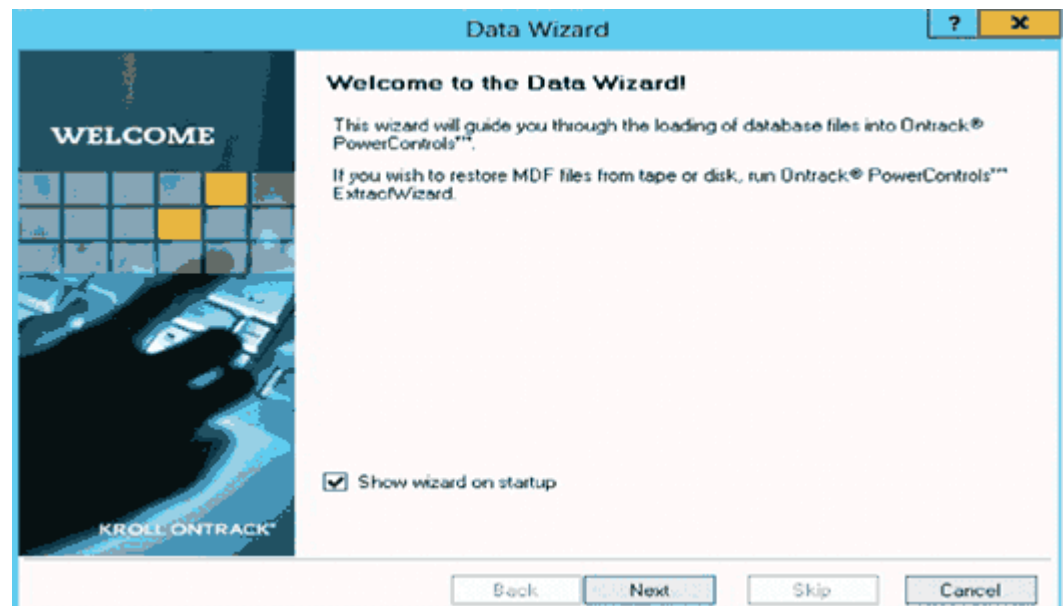 Data Wizard
?
WELCOME
Welcome to the Data Wizard!
This wizard will guide you through the loading of database files into Ontrack®
PowerControls™.
If you wish to restore MDF files from tape or disk, run Ontrack® PowerControls™
ExtractWizard.
Show wizard on startup
KROLL ONTRACK®
Back
Next
Skip
Cancel